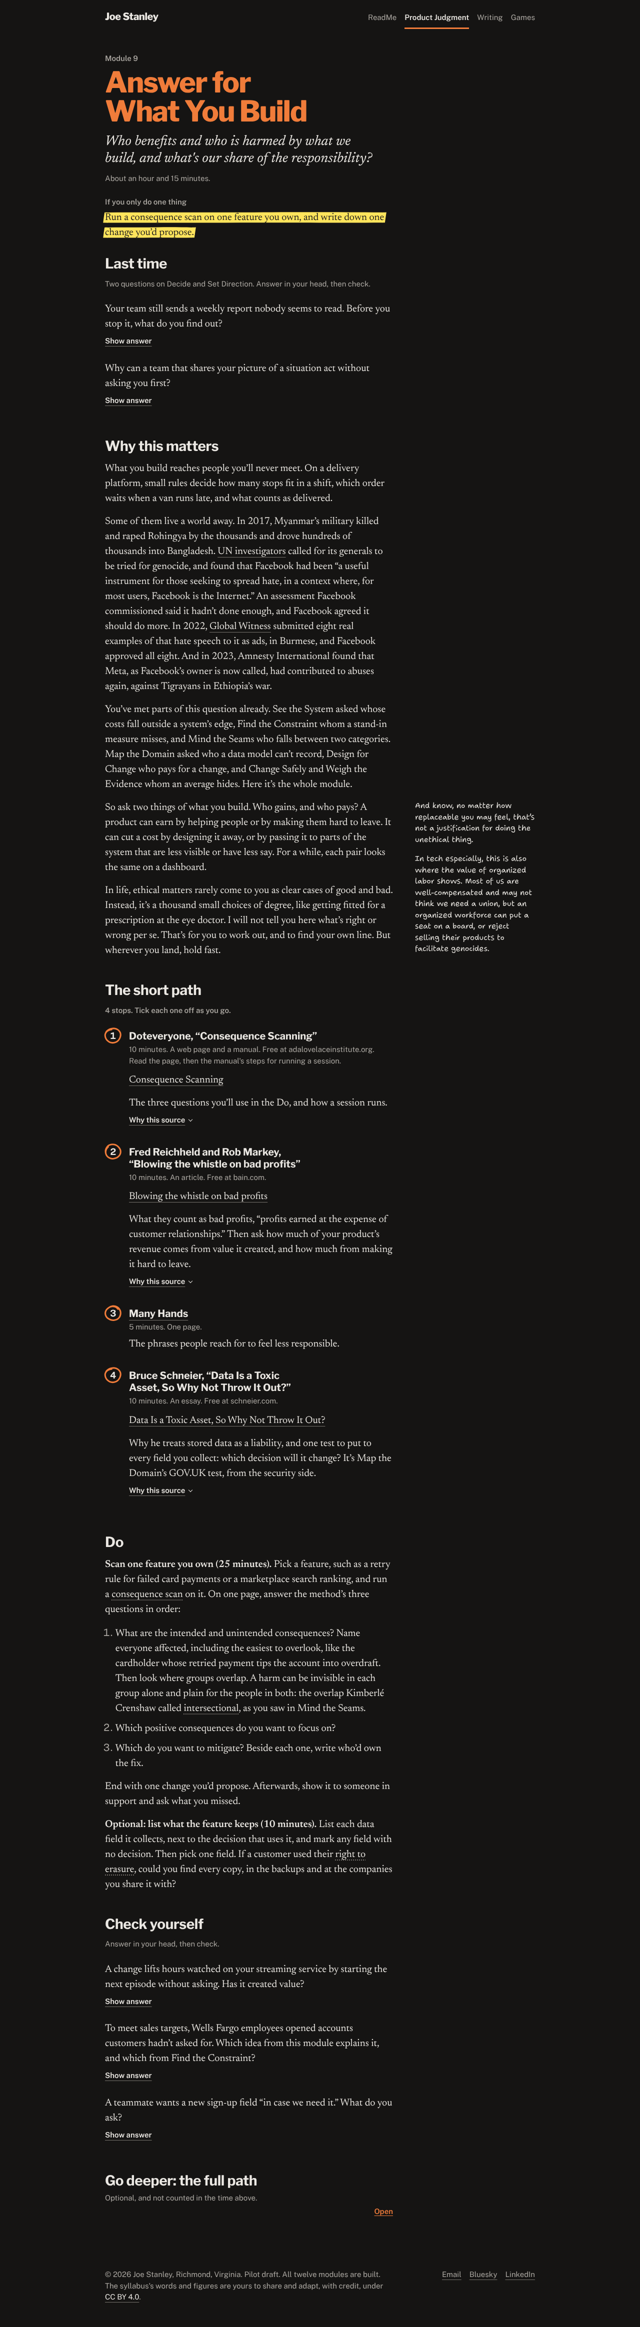 Joe Stanley
ReadMe Product Judgment Writing Games
Module 9
Answer for
What You Build
Who benefits and who is harmed by what we
build, and what's our share of the responsibility?
About an hour and 15 minutes.
If you only do one thing
Run a consequence scan on one feature you own, and write down one
change you'd propose.
Last time
Two questions on Decide and Set Direction. Answer in your head, then check.
Your team still sends a weekly report nobody seems to read. Before you
stop it, what do you find out?
Show answer
Why can a team that shares your picture of a situation act without
asking you first?
Show answer
Why this matters
What you build reaches people you'll never meet. On a delivery
platform, small rules decide how many stops fit in a shift, which order
waits when a van runs late, and what counts as delivered.
Some of them live a world away. In 2017, Myanmar's military killed
and raped Rohingya by the thousands and drove hundreds of
thousands into Bangladesh. UN investigators called for its generals to
be tried for genocide, and found that Facebook had been “a useful
instrument for those seeking to spread hate, in a context where, for
most users, Facebook is the Internet.” An assessment Facebook
commissioned said it hadn't done enough, and Facebook agreed it
should do more. In 2022, Global Witness submitted eight real
examples of that hate speech to it as ads, in Burmese, and Facebook
approved all eight. And in 2023, Amnesty International found that
Meta, as Facebook's owner is now called, had contributed to abuses
again, against Tigrayans in Ethiopia's war.
You've met parts of this question already. See the System asked whose
costs fall outside a system's edge, Find the Constraint whom a stand-in
measure misses, and Mind the Seams who falls between two categories.
Map the Domain asked who a data model can't record, Design for
Change who pays for a change, and Change Safely and Weigh the
Evidence whom an average hides. Here it's the whole module.
So ask two things of what you build. Who gains, and who pays? A
product can earn by helping people or by making them hard to leave. It
can cut a cost by designing it away, or by passing it to parts of the
system that are less visible or have less say. For a while, each pair looks
the same on a dashboard.
And know, no matter how
replaceable you may feel, that's
not a justification for doing the
unethical thing.
In tech especially, this is also
where the value of organized
labor shows. Most of us are
well-compensated and may not
think we need a union, but an
organized workforce can put a
seat on a board, or reject
selling their products to
facilitate genocides.
In life, ethical matters rarely come to you as clear cases of good and bad.
Instead, it's a thousand small choices of degree, like getting fitted for a
prescription at the eye doctor. I will not tell you here what's right or
wrong per se. That's for you to work out, and to find your own line. But
wherever you land, hold fast.
The short path
4 stops. Tick each one off as you go.
1
Doteveryone, “Consequence Scanning”
10 minutes. A web page and a manual. Free at adalovelaceinstitute.org.
Read the page, then the manual's steps for running a session.
Consequence Scanning
The three questions you'll use in the Do, and how a session runs.
Why this source
2
Fred Reichheld and Rob Markey,
“Blowing the whistle on bad profits”
10 minutes. An article. Free at bain.com.
Blowing the whistle on bad profits
What they count as bad profits, “profits earned at the expense of
customer relationships.” Then ask how much of your product's
revenue comes from value it created, and how much from making
it hard to leave.
Why this source
3
Many Hands
5 minutes. One page.
The phrases people reach for to feel less responsible.
4
Bruce Schneier, “Data Is a Toxic
Asset, So Why Not Throw It Out?”
10 minutes. An essay. Free at schneier.com.
Data Is a Toxic Asset, So Why Not Throw It Out?
Why he treats stored data as a liability, and one test to put to
every field you collect: which decision will it change? It's Map the
Domain's GOV.UK test, from the security side.
Why this source
Do
Scan one feature you own (25 minutes). Pick a feature, such as a retry
rule for failed card payments or a marketplace search ranking, and run
a consequence scan on it. On one page, answer the method's three
questions in order:
1. What are the intended and unintended consequences? Name
everyone affected, including the easiest to overlook, like the
cardholder whose retried payment tips the account into overdraft.
Then look where groups overlap. A harm can be invisible in each
group alone and plain for the people in both: the overlap Kimberlé
Crenshaw called intersectional, as you saw in Mind the Seams.
2. Which positive consequences do you want to focus on?
3. Which do you want to mitigate? Beside each one, write who'd own
the fix.
End with one change you'd propose. Afterwards, show it to someone in
support and ask what you missed.
Optional: list what the feature keeps (10 minutes). List each data
field it collects, next to the decision that uses it, and mark any field with
no decision. Then pick one field. If a customer used their right to
erasure, could you find every copy, in the backups and at the companies
you share it with?
Check yourself
Answer in your head, then check.
A change lifts hours watched on your streaming service by starting the
next episode without asking. Has it created value?
Show answer
To meet sales targets, Wells Fargo employees opened accounts
customers hadn't asked for. Which idea from this module explains it,
and which from Find the Constraint?
Show answer
A teammate wants a new sign-up field “in case we need it.” What do you
ask?
Show answer
Go deeper: the full path
Optional, and not counted in the time above.
Open
© 2026 Joe Stanley, Richmond, Virginia. Pilot draft. All twelve modules are built.
The syllabus's words and figures are yours to share and adapt, with credit, under
CC BY 4.0.
Email Bluesky LinkedIn